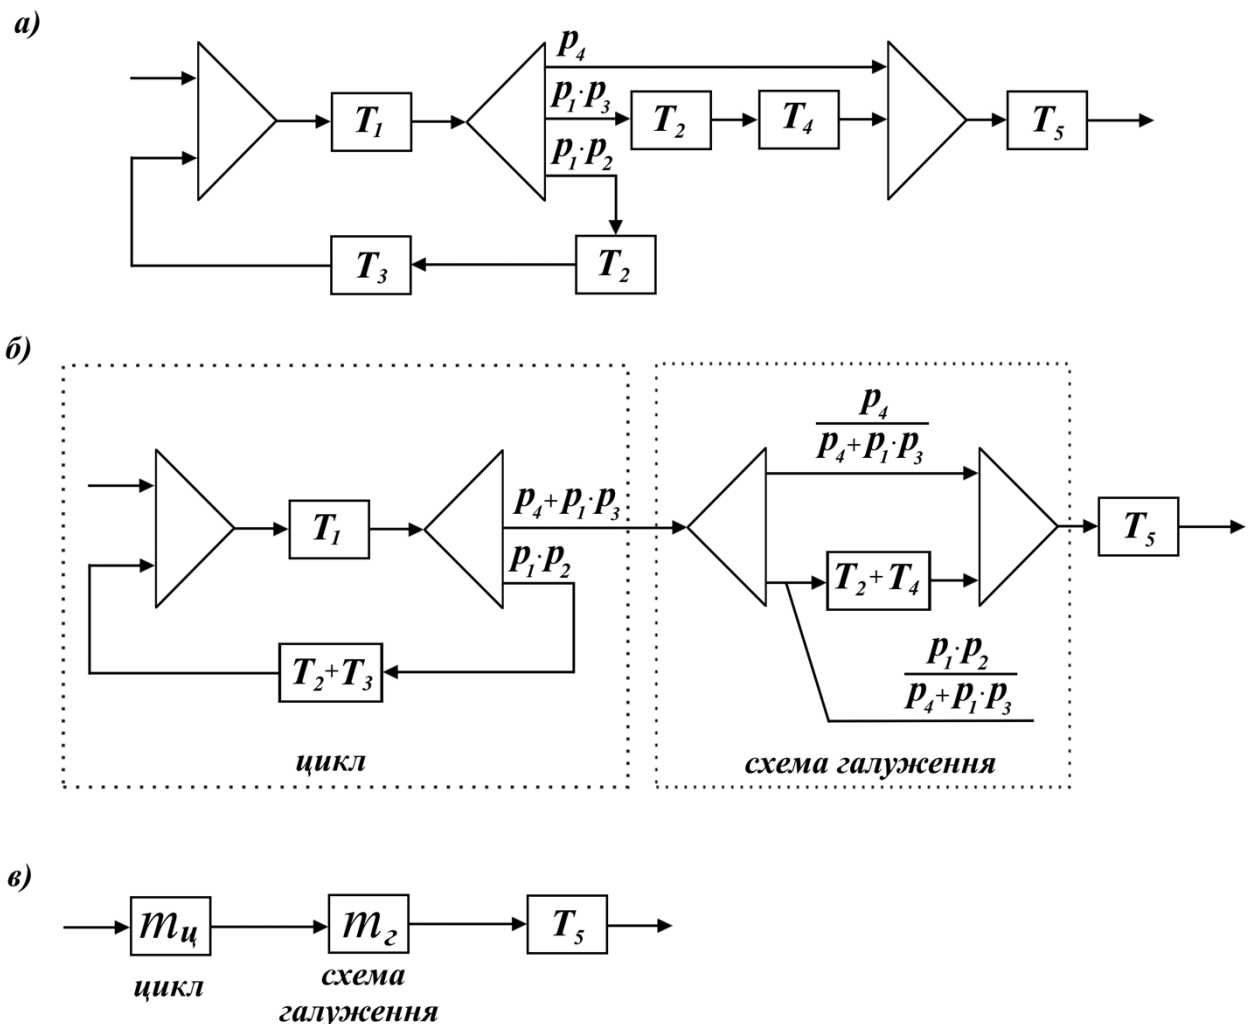 а)
p₄
p₁·p₃
p₁·p₂
T₁
T₂
T₄
T₅
T₃
T₂
б)
p₄
p₄+p₁·p₃
p₄+p₁·p₃
p₁·p₂
T₁
T₅
T₂+T₄
T₂+T₃
p₁·p₂
p₄+p₁·p₃
цикл
схема галуження
в)
mц
mг
T₅
цикл
схема
галуження